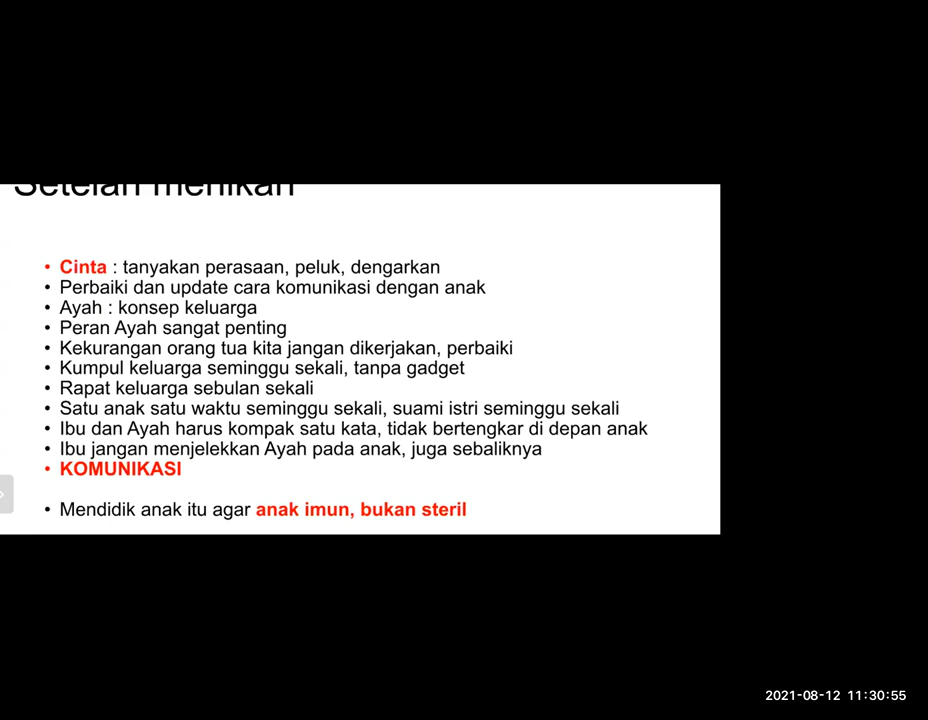 Setelah menikah
• Cinta : tanyakan perasaan, peluk, dengarkan
• Perbaiki dan update cara komunikasi dengan anak
• Ayah : konsep keluarga
• Peran Ayah sangat penting
• Kekurangan orang tua kita jangan dikerjakan, perbaiki
• Kumpul keluarga seminggu sekali, tanpa gadget
• Rapat keluarga sebulan sekali
• Satu anak satu waktu seminggu sekali, suami istri seminggu sekali
• Ibu dan Ayah harus kompak satu kata, tidak bertengkar di depan anak
• Ibu jangan menjelekkan Ayah pada anak, juga sebaliknya
• KOMUNIKASI
• Mendidik anak itu agar anak imun, bukan steril
2021-08-12 11:30:55